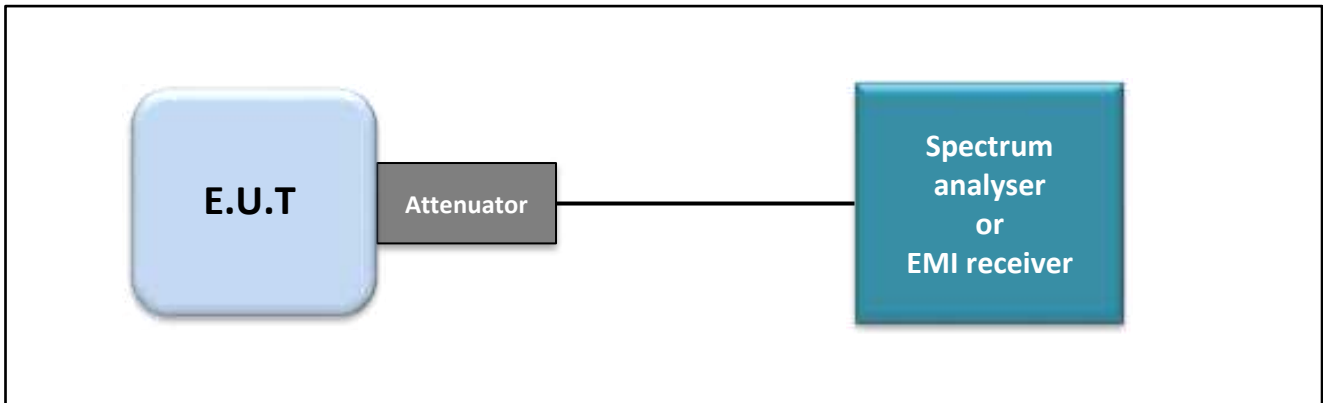 E.U.T
Attenuator
Spectrum
analyser
or
EMI receiver